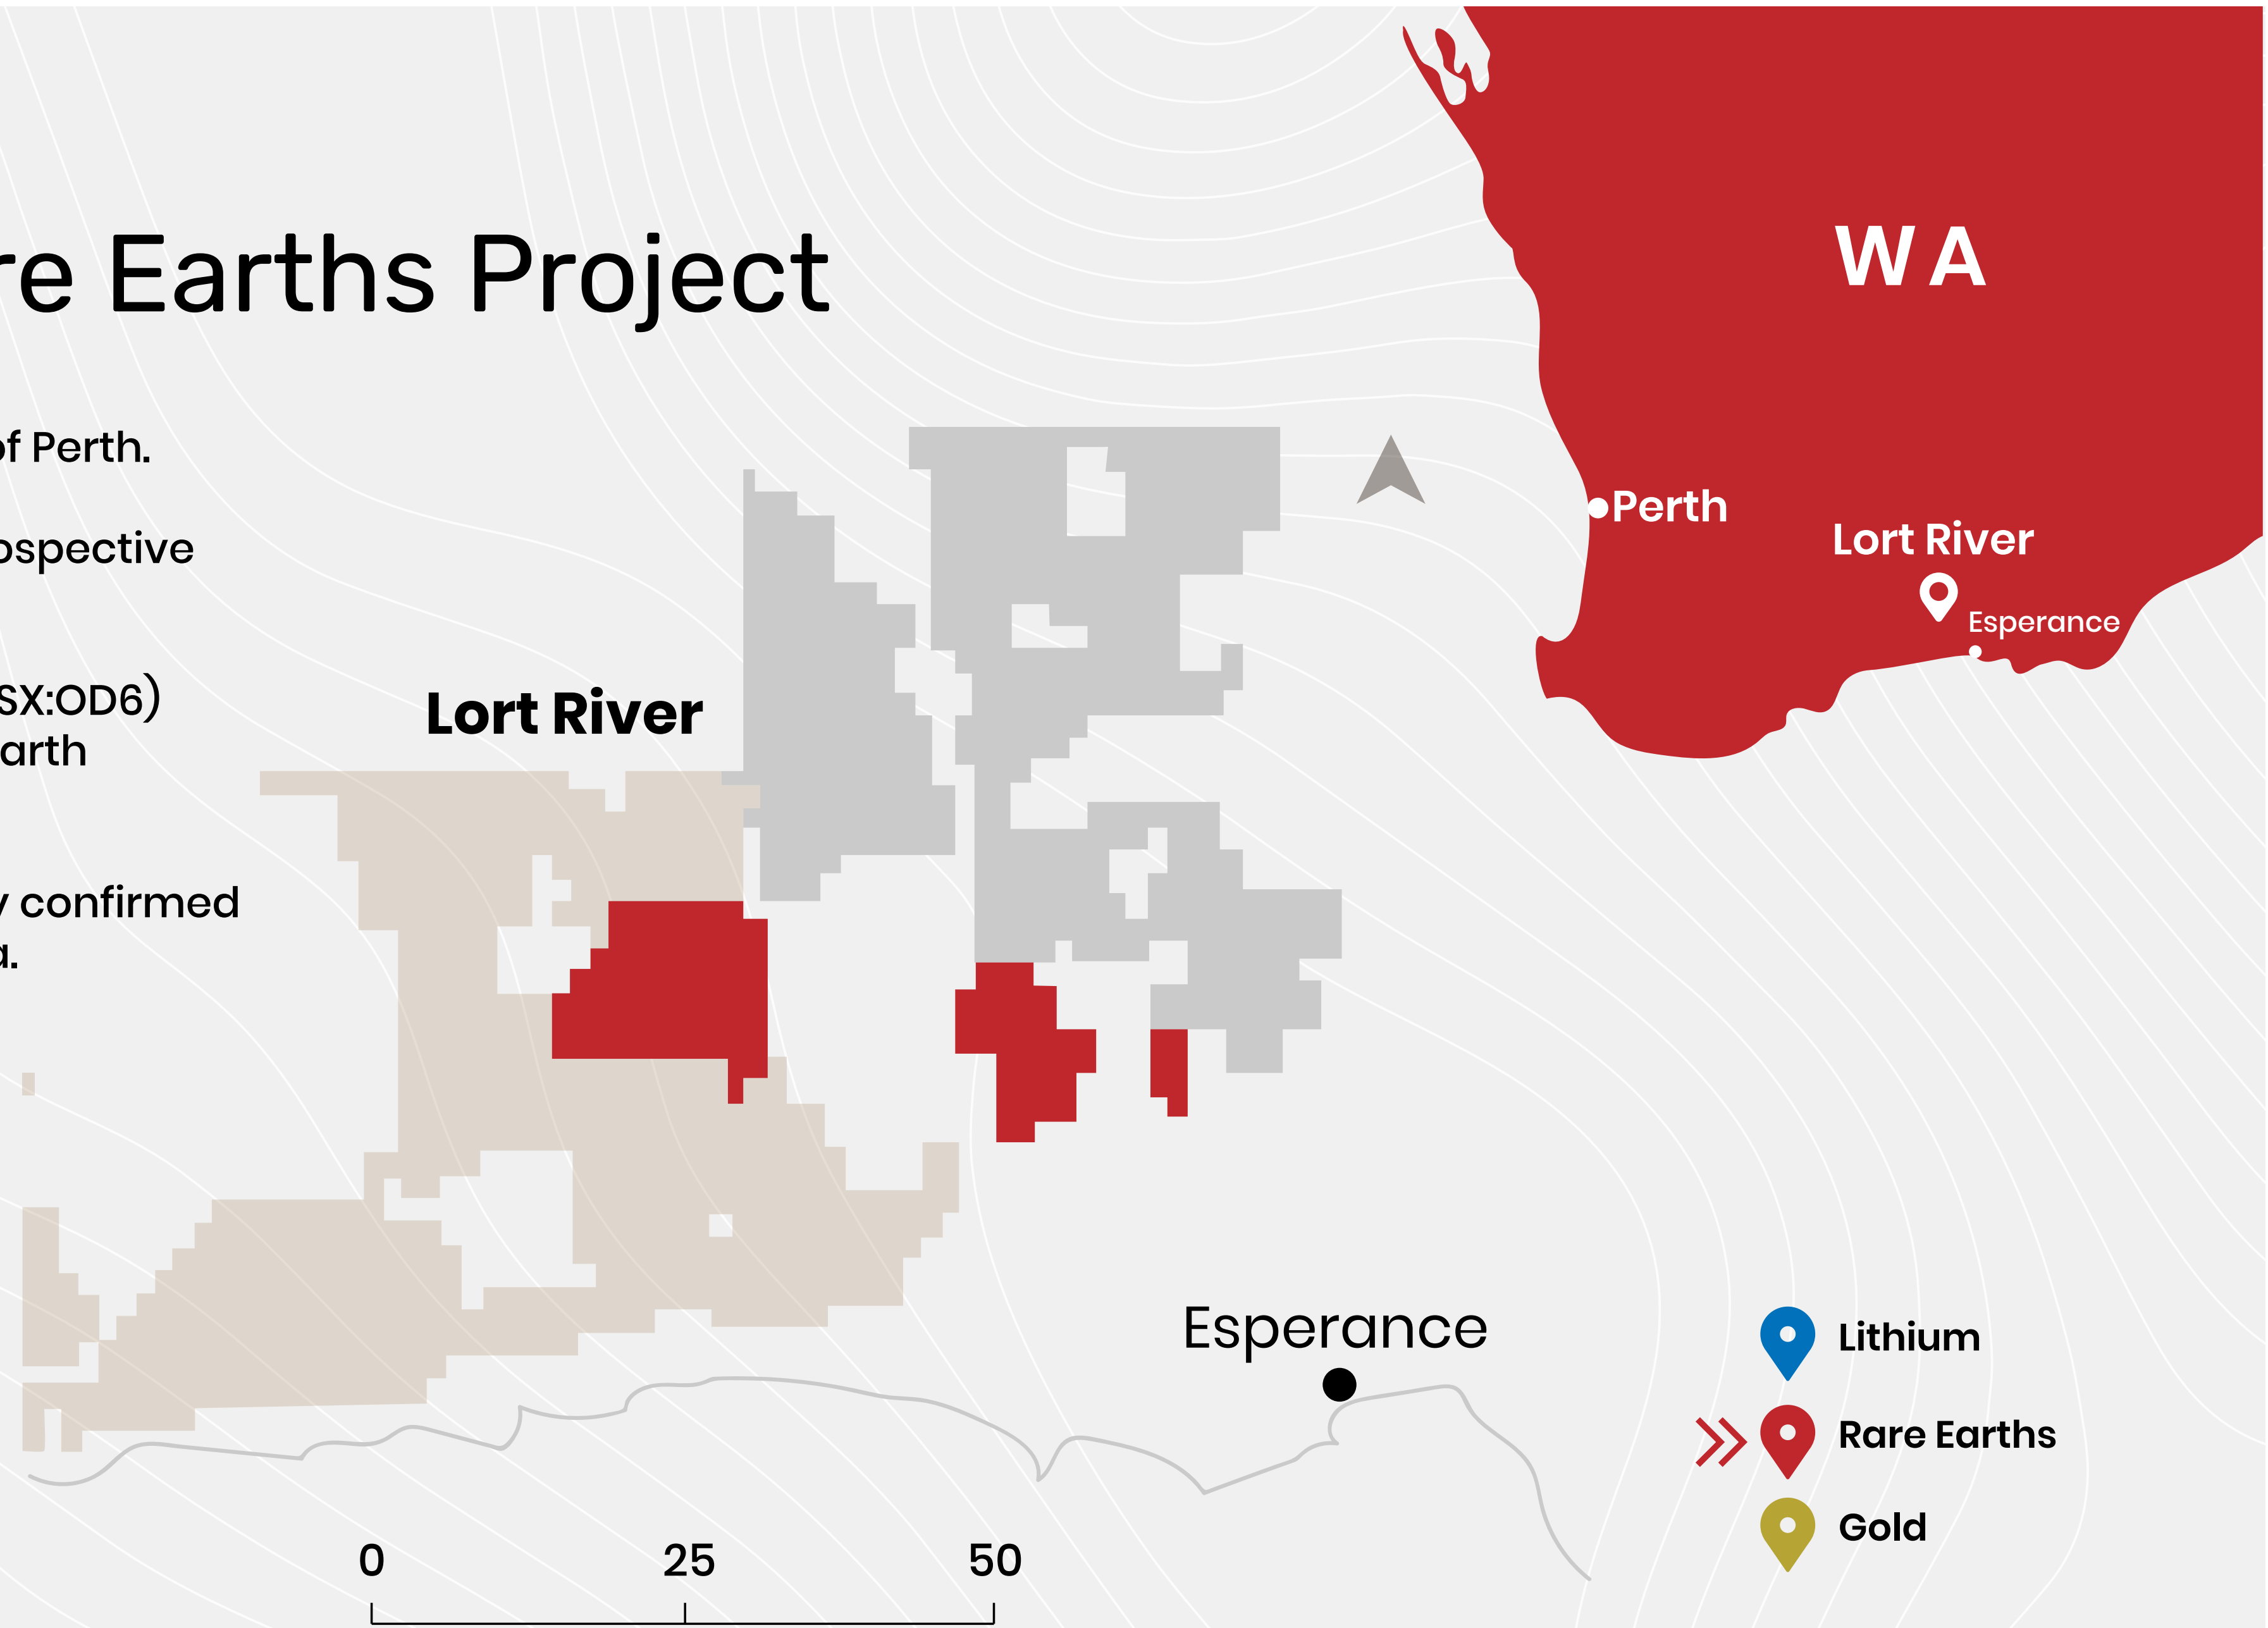 re Earths Project
of Perth.
ospective
SX:OD6)
arth
y confirmed
a.
Lort River
WA
Perth
Lort River
Esperance
Esperance
Lithium
Rare Earths
Gold
0 25 50